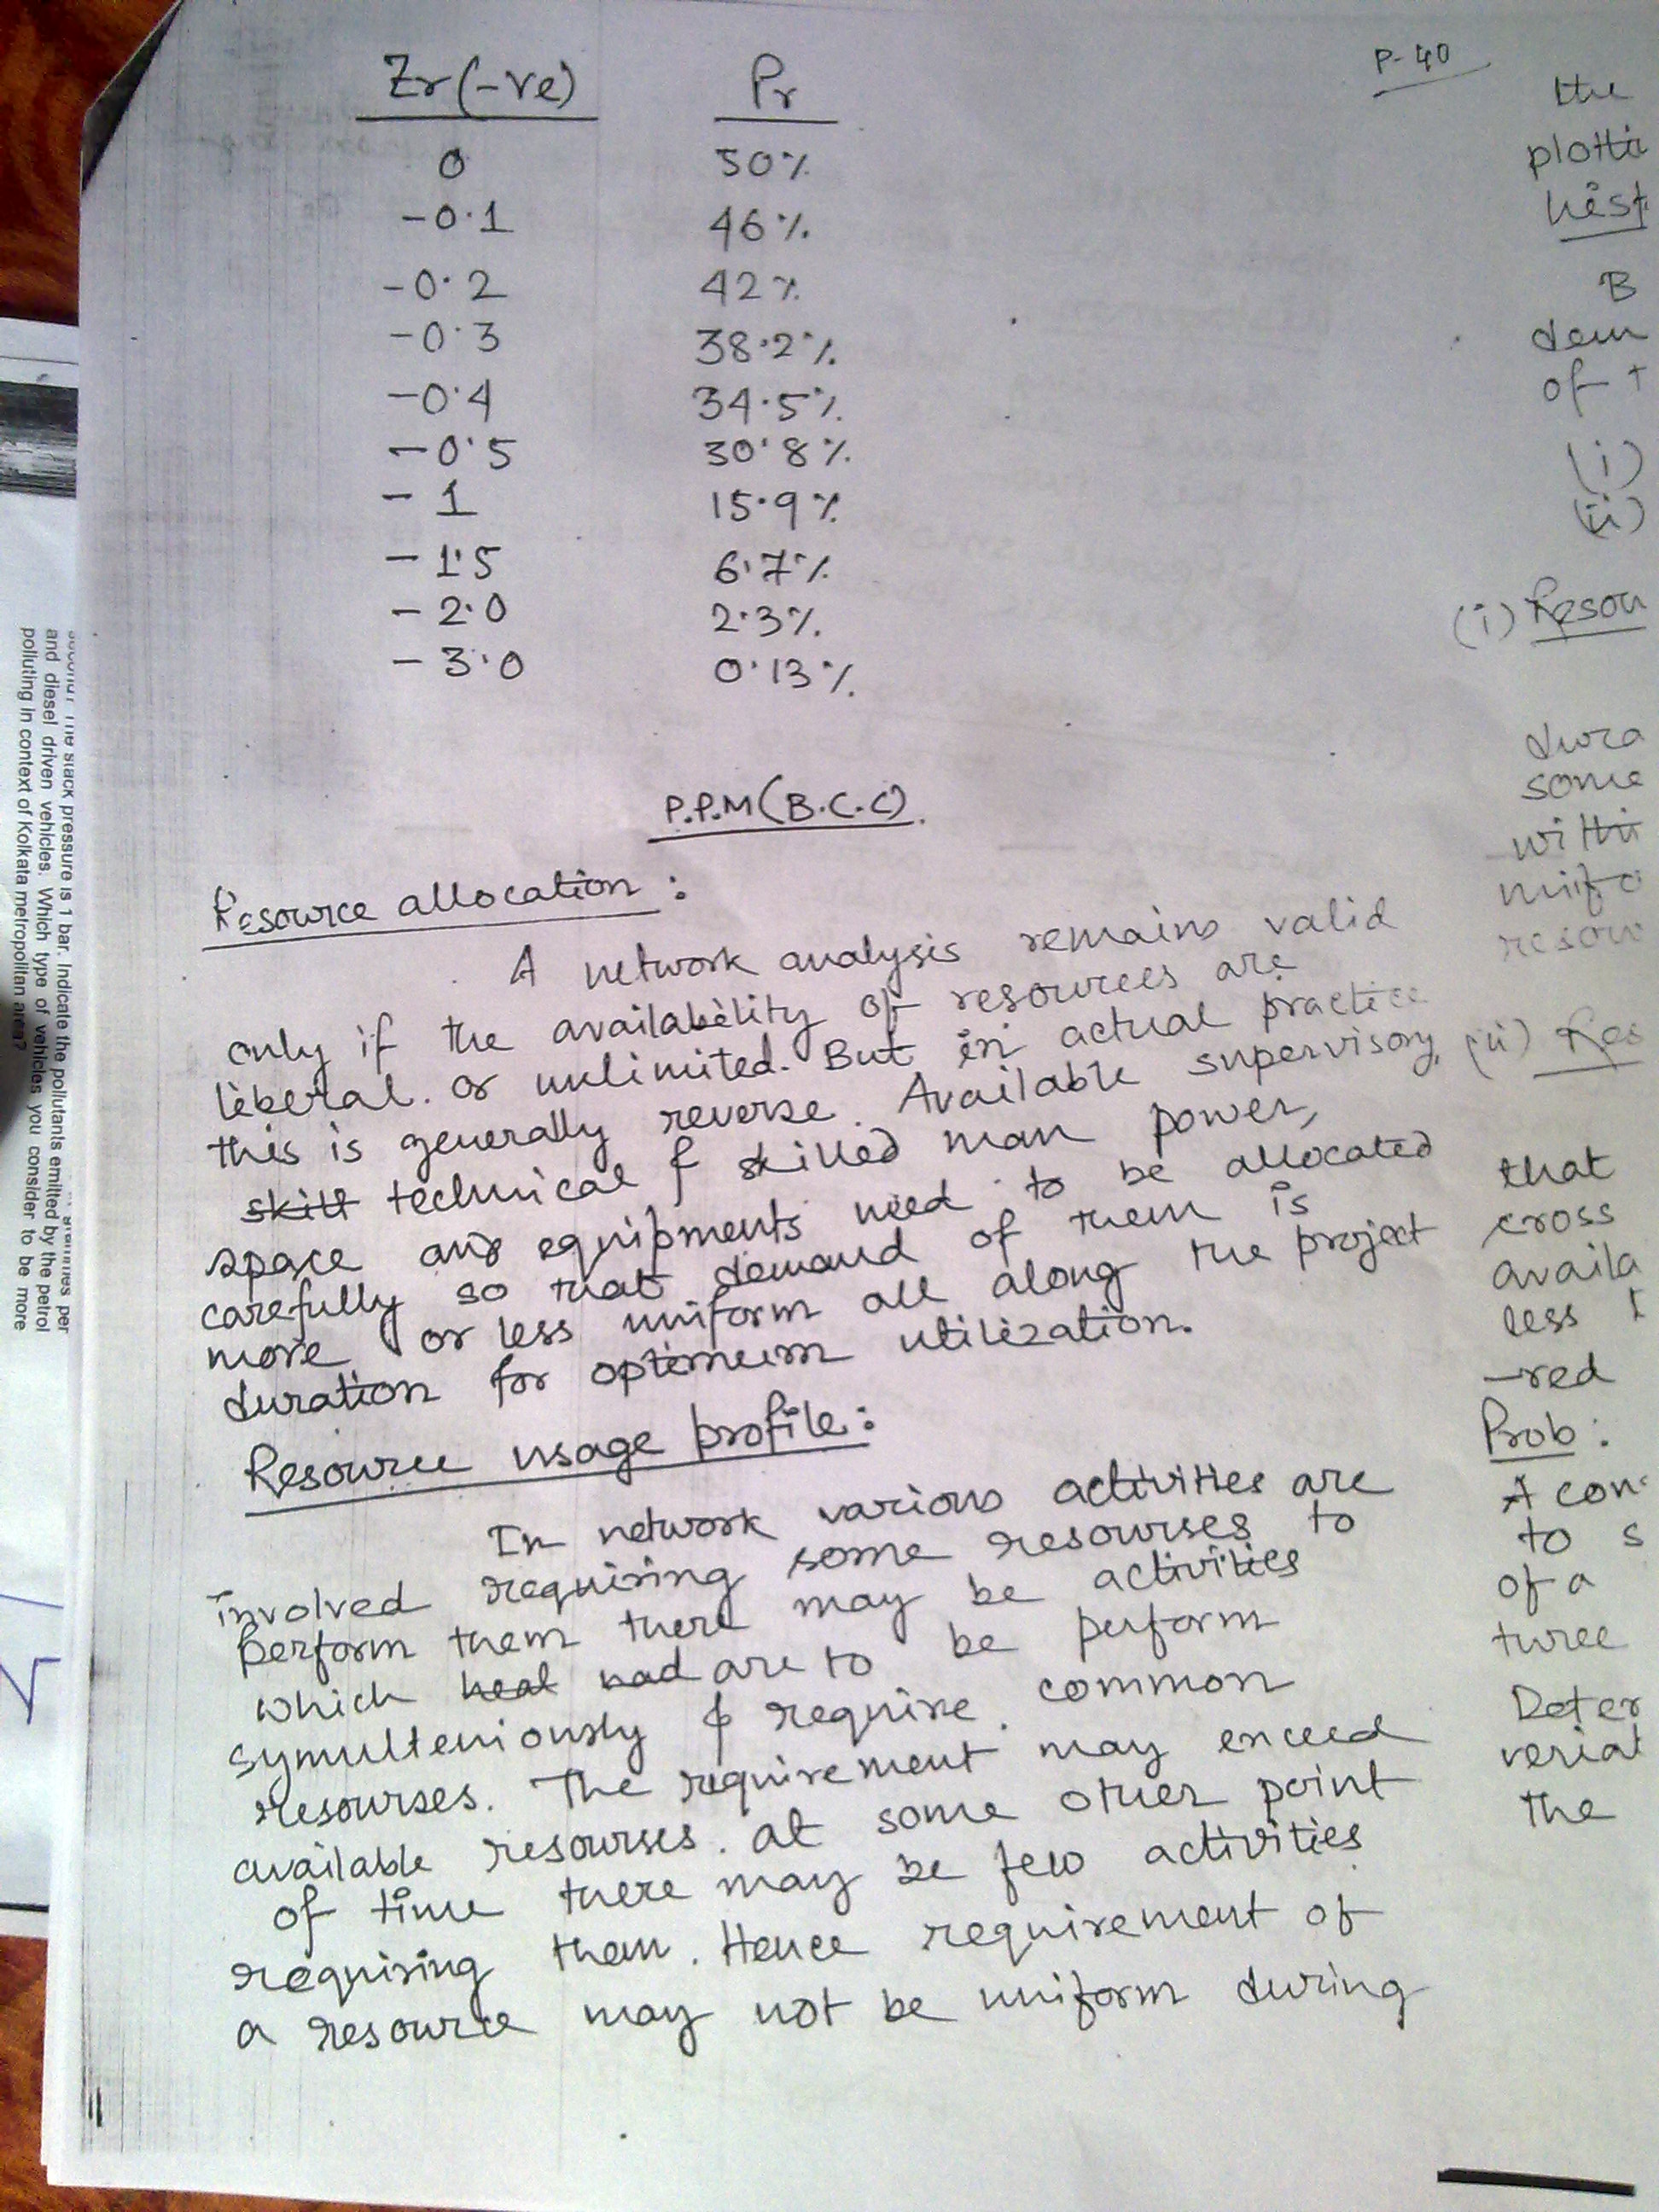 P-40
Zr(-ve) Pr
0 50%
-0.1 46%.
-0.2 42%
-0.3 38.2%.
-0.4 34.5%.
-0.5 30.8%.
-1 15.9%
-1.5 6.7%.
-2.0 2.3%.
-3.0 0.13%.
P.P.M(B.C.C).
Resource allocation:
A network analysis remains valid
only if the availability of resources are
liberal. or unlimited. But in actual practice
this is generally reverse. Available supervisory,
skill technical & skilled man power,
space and equipments need to be allocated
carefully so that demand of them is
more or less uniform all along the project
duration for optimum utilization.
Resource usage profile:
In network various activities are
involved requiring some resourses to
perform them there may be activities
which heat had are to be perform
symulteniously & require common
resourses. The requirement may exceed
available resourses. at some other point
of time there may be few activities
requiring them. Hence requirement of
a resource may not be uniform during
the
plotti
hist
B
dem
of t
(i)
(ii)
(i) Resou
dura
some
withi
unifo
resour
(ii) Res
that
cross
availa
less t
-red
Prob:
A con
to s
of a
three
Deter
veriat
the
stack pressure is 1 bar. Indicate the pollutants emitted by the petrol
and diesel driven vehicles. Which type of vehicles you consider to be more
polluting in context of Kolkata metropolitan area?